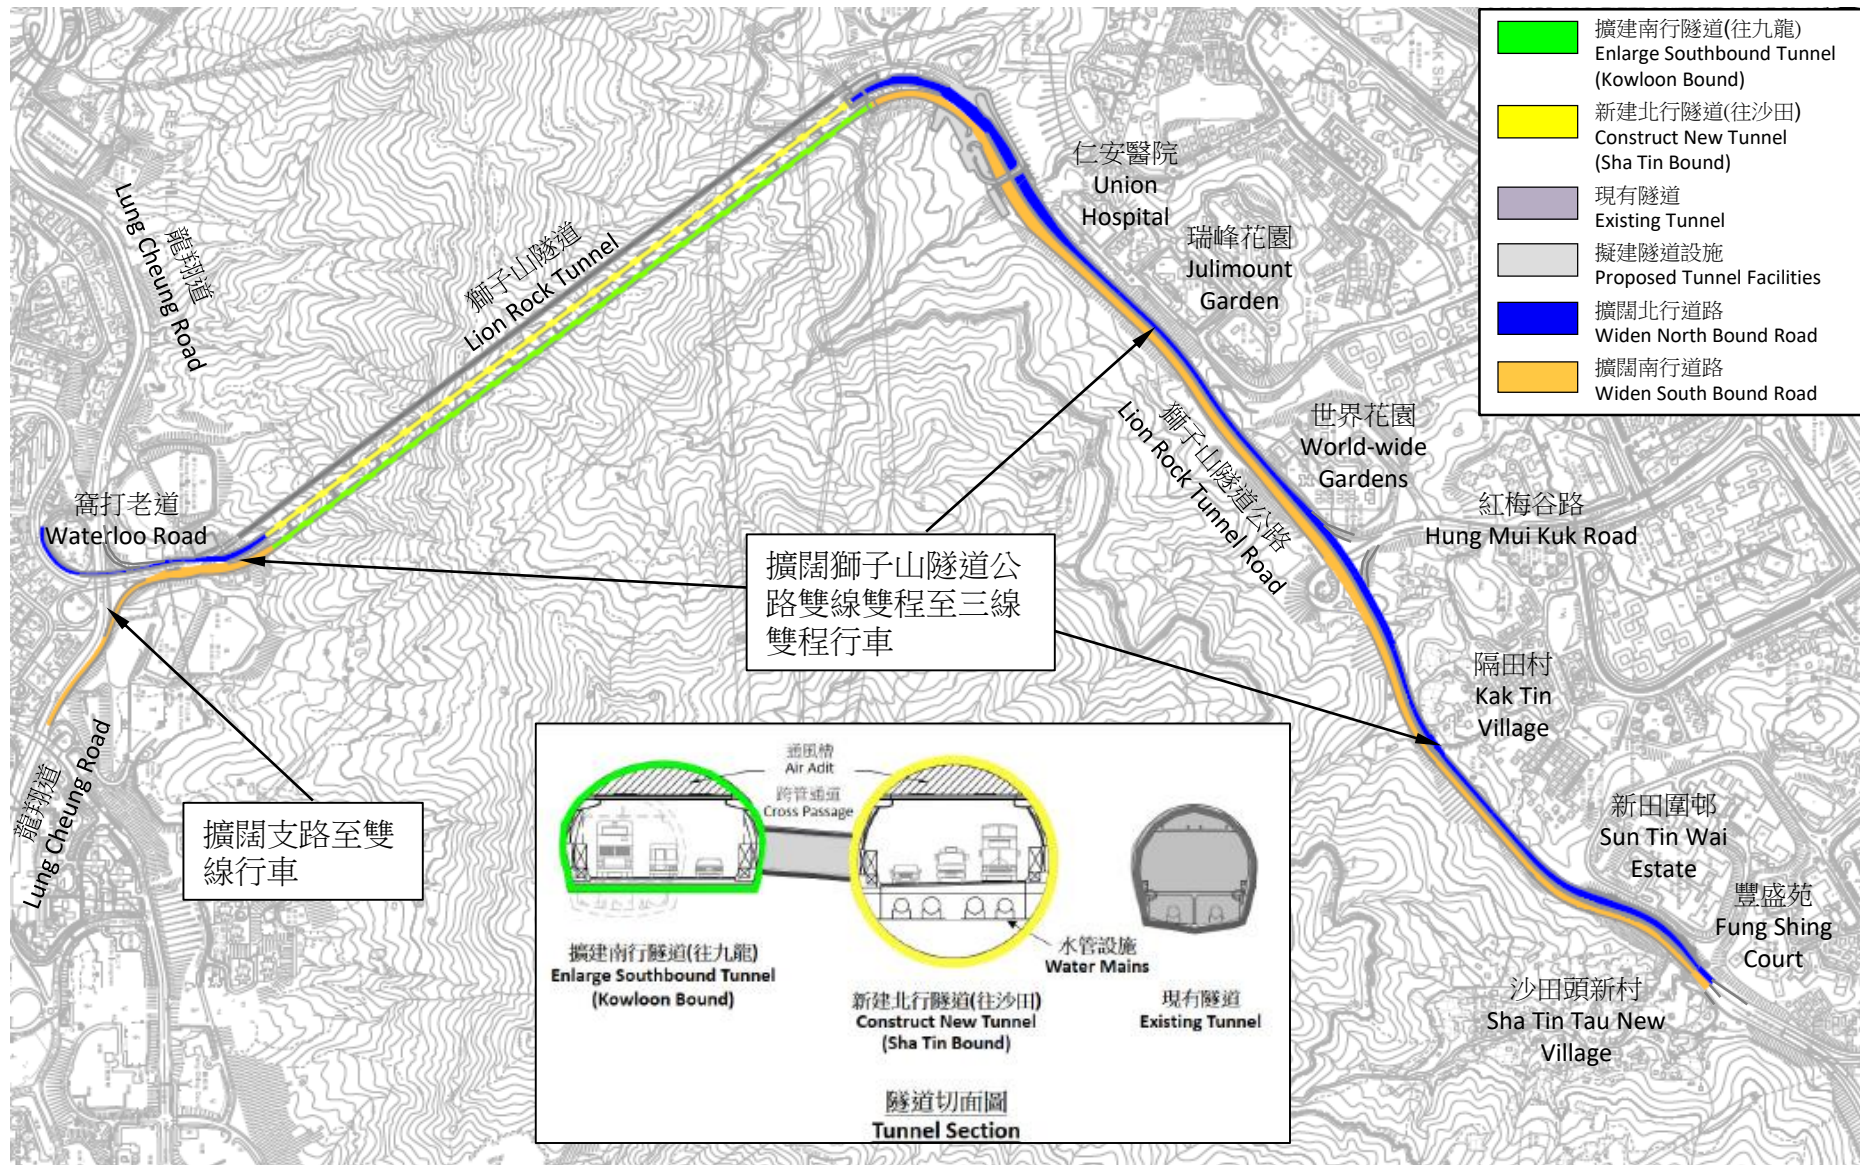 擴建南行隧道(往九龍)
Enlarge Southbound Tunnel
(Kowloon Bound)
新建北行隧道(往沙田)
Construct New Tunnel
(Sha Tin Bound)
現有隧道
Existing Tunnel
擬建隧道設施
Proposed Tunnel Facilities
擴闊北行道路
Widen North Bound Road
擴闊南行道路
Widen South Bound Road
龍翔道
Lung Cheung Road
獅子山隧道
Lion Rock Tunnel
仁安醫院
Union
Hospital
瑞峰花園
Julimount
Garden
世界花園
World-wide
Gardens
獅子山隧道公路
Lion Rock Tunnel Road
紅梅谷路
Hung Mui Kuk Road
窩打老道
Waterloo Road
擴闊獅子山隧道公
路雙線雙程至三線
雙程行車
隔田村
Kak Tin
Village
龍翔道
Lung Cheung Road
擴闊支路至雙
線行車
新田圍邨
Sun Tin Wai
Estate
豐盛苑
Fung Shing
Court
沙田頭新村
Sha Tin Tau New
Village
通風槽
Air Adit
跨管通道
Cross Passage
水管設施
Water Mains
擴建南行隧道(往九龍)
Enlarge Southbound Tunnel
(Kowloon Bound)
新建北行隧道(往沙田)
Construct New Tunnel
(Sha Tin Bound)
現有隧道
Existing Tunnel
隧道切面圖
Tunnel Section